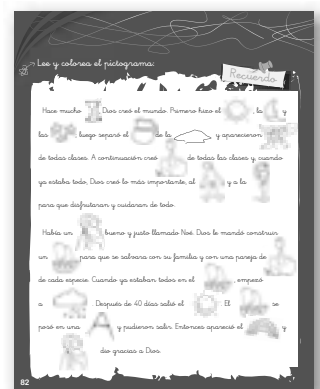 Lee y colorea el pictograma:
Recuerdo
Hace mucho Dios creó el mundo. Primero hizo el , la y
las luego separó el de la y aparecieron
de todas clases. A continuación creó de todas las clases y, cuando
ya estaba todo, Dios creó lo más importante, al y a la
para que disfrutaran y cuidaran de todo.
Había un bueno y justo llamado Noé. Dios le mandó construir
un para que se salvara con su familia y con una pareja de
de cada especie. Cuando ya estaban todos en el , empezó
a . Después de 40 días salió el . El se
posó en una y pudieron salir. Entonces apareció el y
dio gracias a Dios.
82